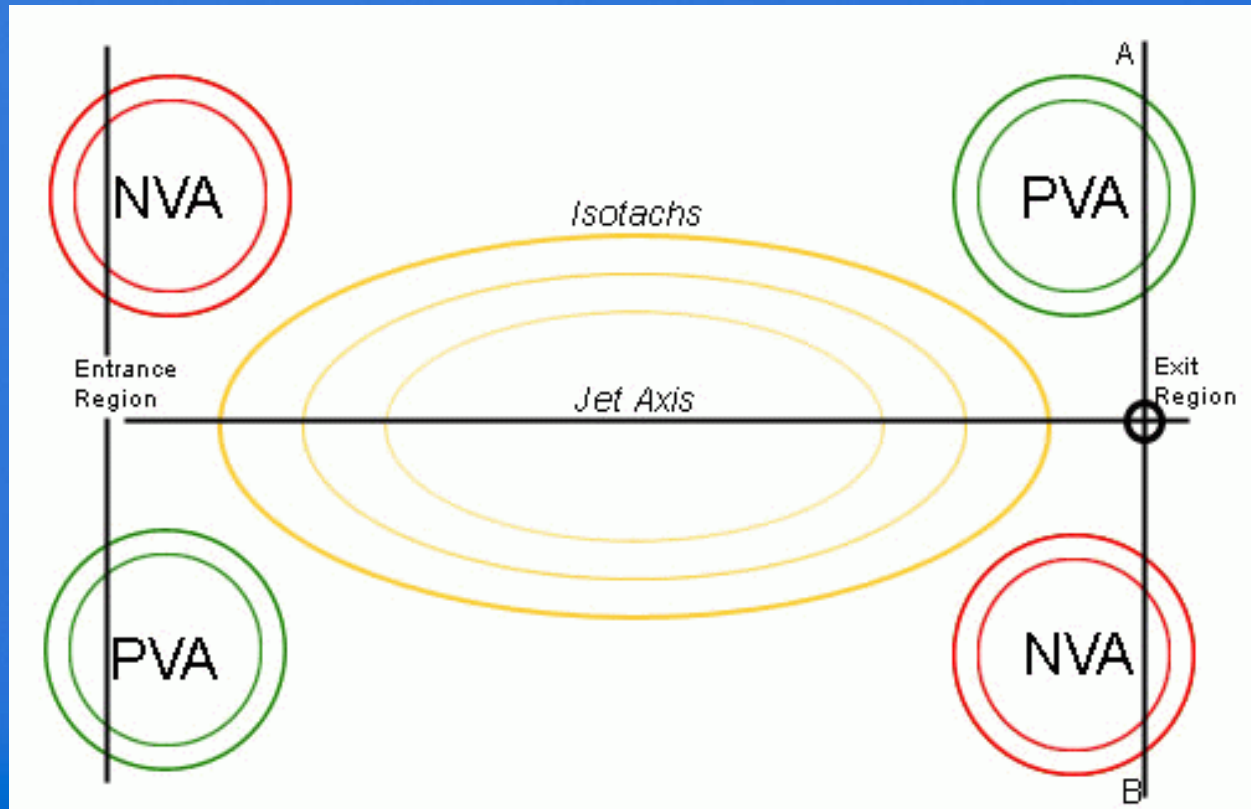 A
NVA
PVA
Isotachs
Entrance
Region
Jet Axis
Exit
Region
PVA
NVA
B